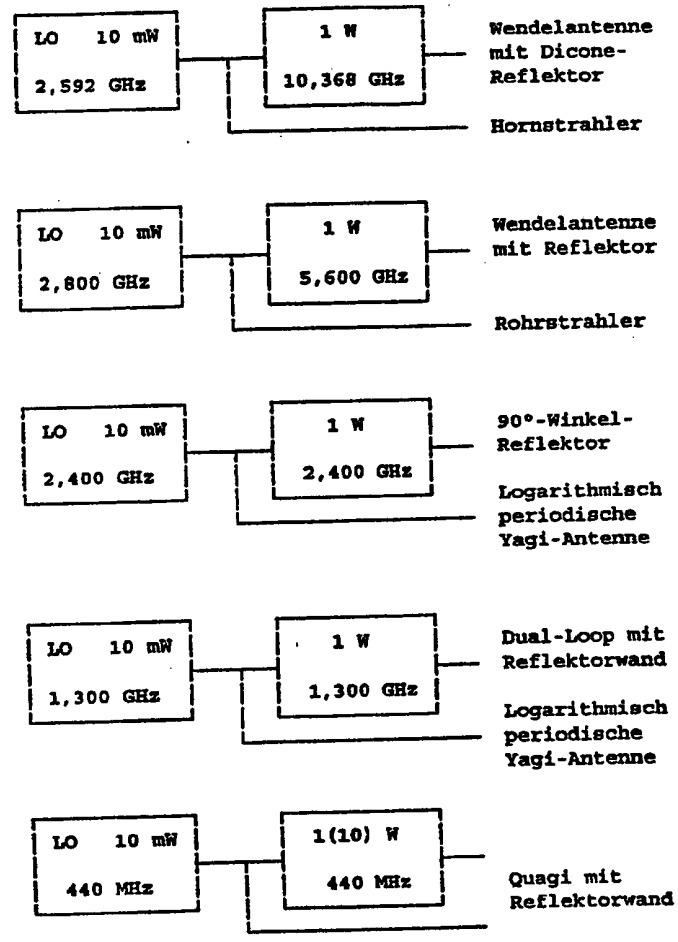 LO 10 mW
2,592 GHz
1 W
10,368 GHz
Wendelantenne
mit Dicone-
Reflektor
Hornstrahler
LO 10 mW
2,800 GHz
1 W
5,600 GHz
Wendelantenne
mit Reflektor
Rohrstrahler
LO 10 mW
2,400 GHz
1 W
2,400 GHz
90°-Winkel-
Reflektor
Logarithmisch
periodische
Yagi-Antenne
LO 10 mW
1,300 GHz
1 W
1,300 GHz
Dual-Loop mit
Reflektorwand
Logarithmisch
periodische
Yagi-Antenne
LO 10 mW
440 MHz
1(10) W
440 MHz
Quagi mit
Reflektorwand